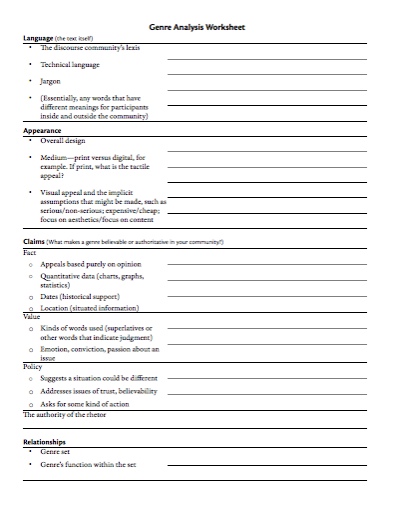 Genre Analysis Worksheet
Language (the text itself)
• The discourse community's lexis
• Technical language
• Jargon
• (Essentially, any words that have
different meanings for participants
inside and outside the community)
Appearance
• Overall design
• Medium—print versus digital, for
example. If print, what is the tactile
appeal?
• Visual appeal and the implicit
assumptions that might be made, such as
serious/non-serious; expensive/cheap;
focus on aesthetics/focus on content
Claims (What makes a genre believable or authoritative in your community?)
Fact
o Appeals based purely on opinion
o Quantitative data (charts, graphs,
statistics)
o Dates (historical support)
o Location (situated information)
Value
o Kinds of words used (superlatives or
other words that indicate judgment)
o Emotion, conviction, passion about an
issue
Policy
o Suggests a situation could be different
o Addresses issues of trust, believability
o Asks for some kind of action
The authority of the rhetor
Relationships
• Genre set
• Genre's function within the set